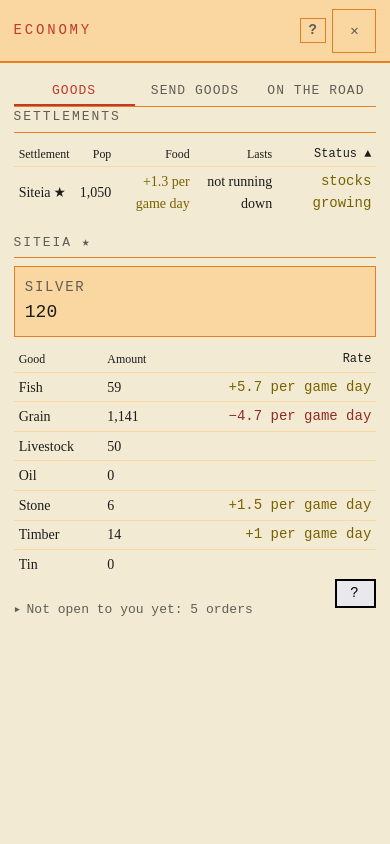 ECONOMY
? ×
GOODS SEND GOODS ON THE ROAD
SETTLEMENTS
Settlement Pop Food Lasts Status ▲
Siteia ★ 1,050 +1.3 per game day not running down stocks growing
SITEIA ★
SILVER
120
Good Amount Rate
Fish 59 +5.7 per game day
Grain 1,141 −4.7 per game day
Livestock 50
Oil 0
Stone 6 +1.5 per game day
Timber 14 +1 per game day
Tin 0
?
▸ Not open to you yet: 5 orders